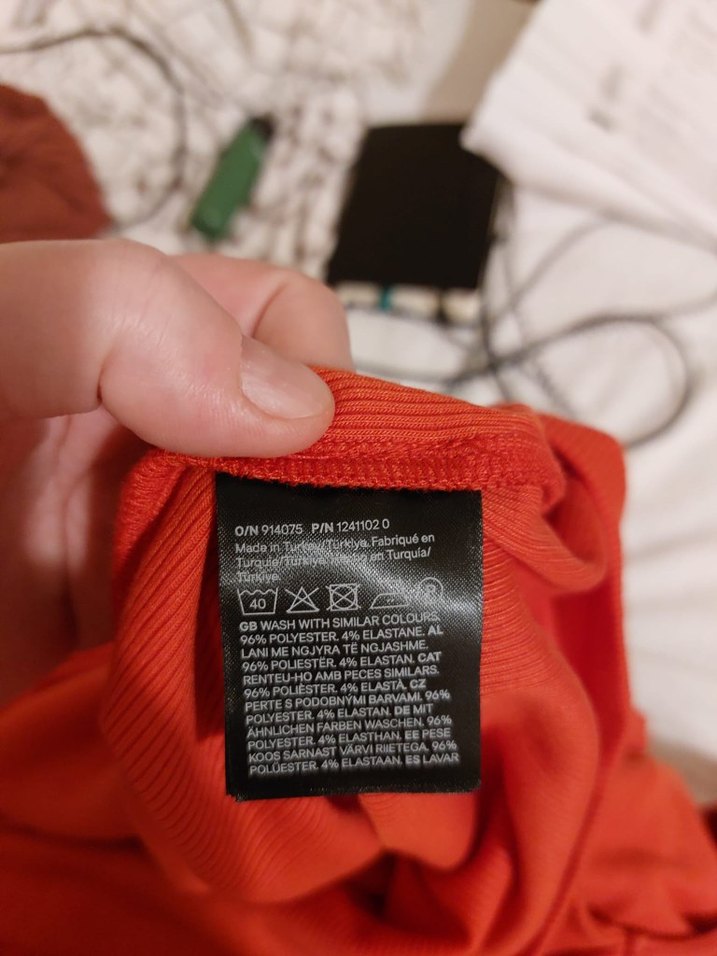 O/N 914075 P/N 1241102 0
Made in Turkey/Türkiye. Fabriqué en
Turquie/Türkiye. en Turquía/
Türkiye.
40
GB WASH WITH SIMILAR COLOURS.
96% POLYESTER. 4% ELASTANE. AL
LANI ME NGJYRA TË NGJASHME.
96% POLIESTËR. 4% ELASTAN. CAT
RENTEU-HO AMB PECES SIMILARS.
96% POLIÈSTER. 4% ELASTÀ. CZ
PERTE S PODOBNÝMI BARVAMI. 96%
POLYESTER. 4% ELASTAN. DE MIT
ÄHNLICHEN FARBEN WASCHEN. 96%
POLYESTER. 4% ELASTHAN. EE PESE
KOOS SARNAST VÄRVI RIIETEGA. 96%
POLÜESTER. 4% ELASTAAN. ES LAVAR